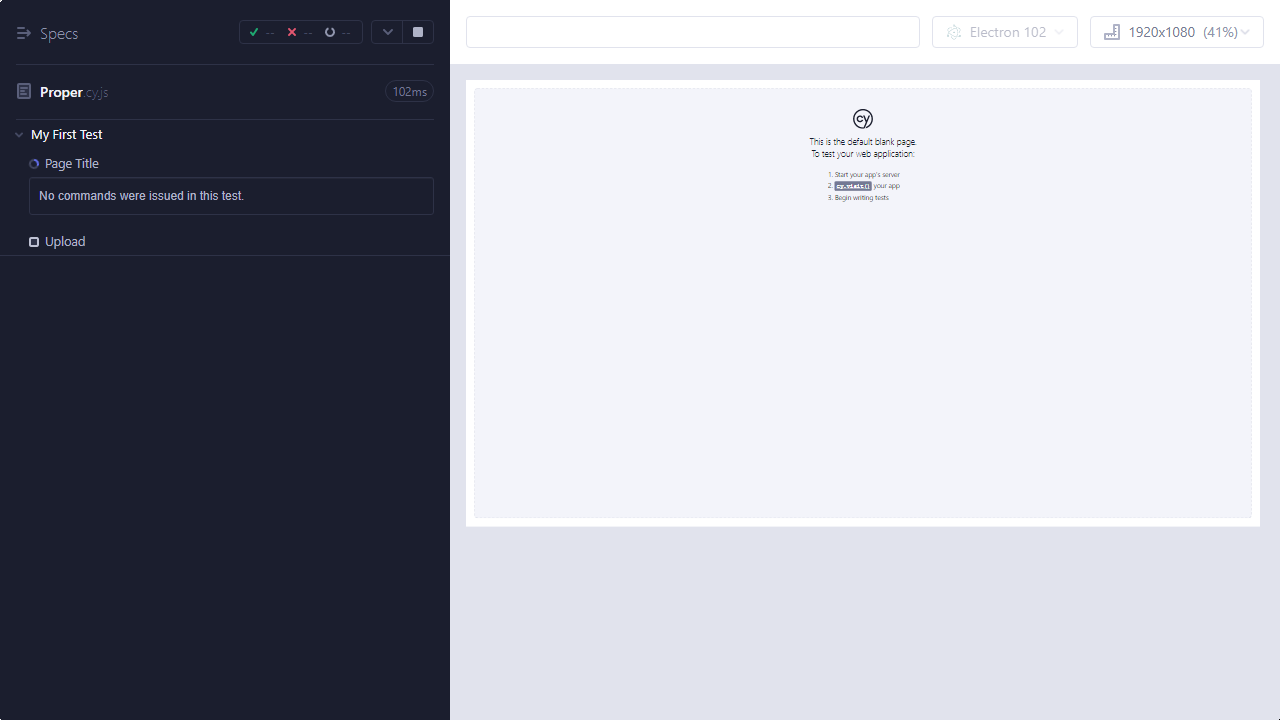 Specs
--
--
--
Electron 102
1920x1080 (41%)
Proper.cy.js
102ms
My First Test
Page Title
No commands were issued in this test.
Upload
cy
This is the default blank page.
To test your web application:
1. Start your app's server
2. cy.visit() your app
3. Begin writing tests